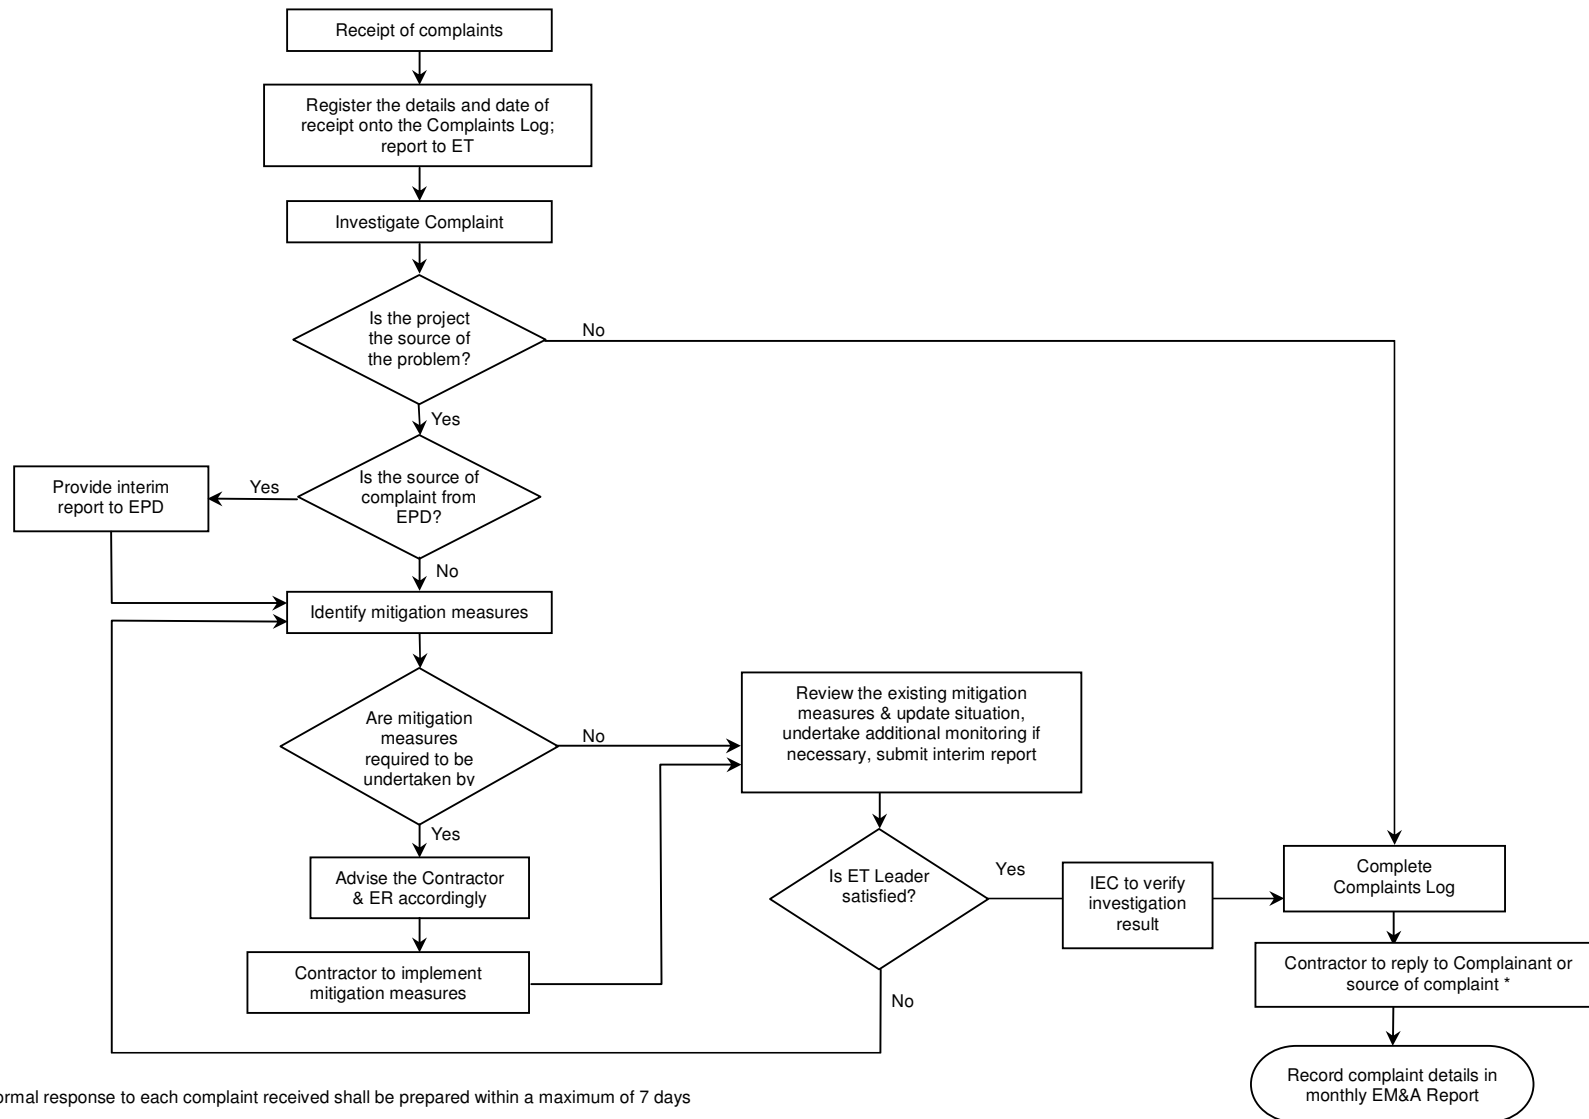 Receipt of complaints
Register the details and date of
receipt onto the Complaints Log;
report to ET
Investigate Complaint
Is the project
the source of
the problem?
No
Yes
Is the source of
complaint from
EPD?
Yes
Provide interim
report to EPD
No
Identify mitigation measures
Are mitigation
measures
required to be
undertaken by
No
Review the existing mitigation
measures & update situation,
undertake additional monitoring if
necessary, submit interim report
Yes
Advise the Contractor
& ER accordingly
Contractor to implement
mitigation measures
Is ET Leader
satisfied?
Yes
IEC to verify
investigation
result
No
Complete
Complaints Log
Contractor to reply to Complainant or
source of complaint *
Record complaint details in
monthly EM&A Report
response to each complaint received shall be prepared within a maximum of 7 days